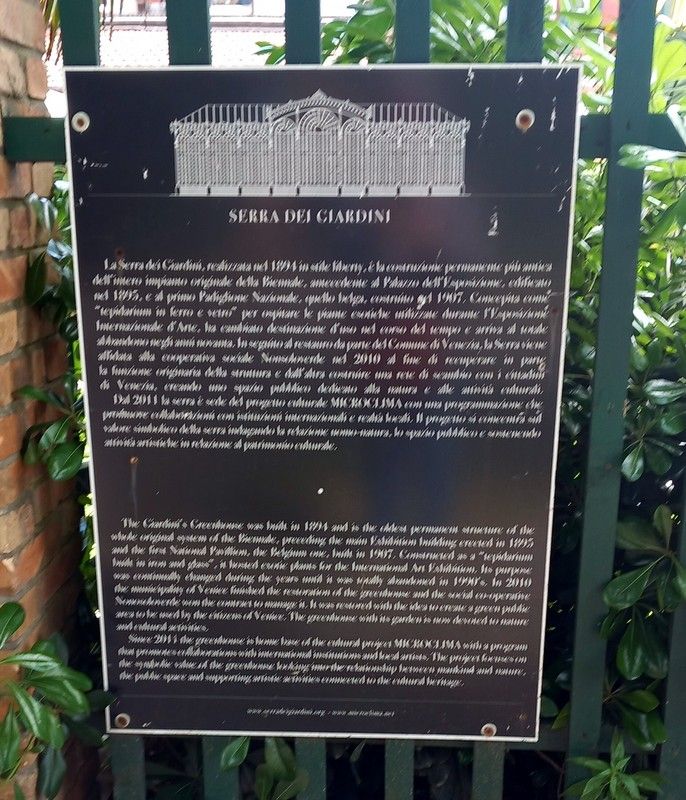 SERRA DEI GIARDINI
La Serra dei Giardini, realizzata nel 1894 in stile liberty, è la costruzione permanente più antica
dell'intero impianto originale della Biennale, antecedente al Palazzo dell'Esposizione, edificato
nel 1895, e al primo Padiglione Nazionale, quello belga, costruito nel 1907. Concepita come
"tepidarium in ferro e vetro" per ospitare le piante esotiche utilizzate durante l'Esposizione
Internazionale d'Arte, ha cambiato destinazione d'uso nel corso del tempo e arriva al totale
abbandono negli anni novanta. In seguito al restauro da parte del Comune di Venezia, la Serra viene
affidata alla cooperativa sociale Nonsoloverde nel 2010 al fine di recuperare in parte
la funzione originaria della struttura e dall'altra costruire una rete di scambio con i cittadini
di Venezia, creando uno spazio pubblico dedicato alla natura e alle attività culturali.
Dal 2011 la serra è sede del progetto culturale MICROCLIMA con una programmazione che
produce collaborazioni con istituzioni internazionali e realtà locali. Il progetto si concentra sul
valore simbolico della serra indagando la relazione uomo-natura, lo spazio pubblico e sostenendo
attività artistiche in relazione al patrimonio culturale.
The Giardini's Greenhouse was built in 1894 and is the oldest permanent structure of the
whole original system of the Biennale, preceding the main Exhibition building erected in 1895
and the first National Pavillion, the Belgium one, built in 1907. Constructed as a "tepidarium
built in iron and glass", it hosted exotic plants for the International Art Exhibition. Its purpose
was continually changed during the years until it was totally abandoned in 1990's. In 2010
the municipality of Venice finished the restoration of the greenhouse and the social co-operative
Nonsoloverde won the contract to manage it. It was restored with the idea to create a green public
area to be used by the citizens of Venice. The greenhouse with its garden is now devoted to nature
and cultural activities.
Since 2011 the greenhouse is home base of the cultural project MICROCLIMA with a program
that promotes collaborations with international institutions and local artists. The project focuses on
the symbolic value of the greenhouse looking into the relationship between mankind and nature,
the public space and supporting artistic activities connected to the cultural heritage.
www.serradeigiardini.org - www.microclima.net